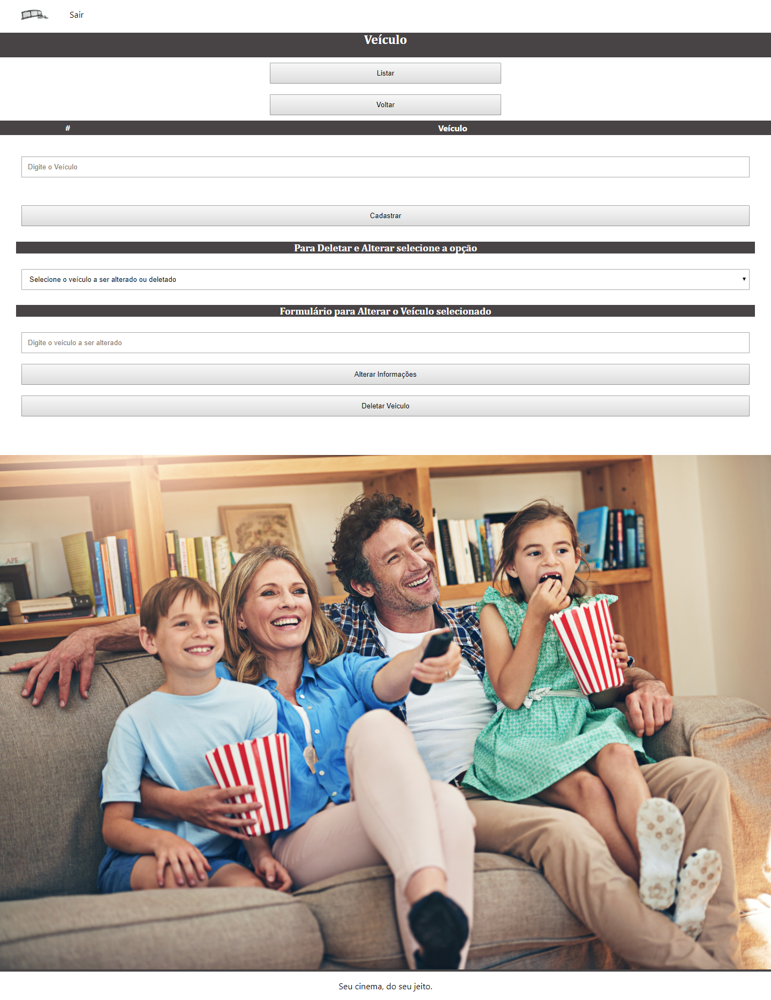 Sair
Veículo
Listar
Voltar
# Veículo
Digite o Veículo
Cadastrar
Para Deletar e Alterar selecione a opção
Selecione o veículo a ser alterado ou deletado
Formulário para Alterar o Veículo selecionado
Digite o veiculo a ser alterado
Alterar Informações
Deletar Veiculo
APE
Seu cinema, do seu jeito.